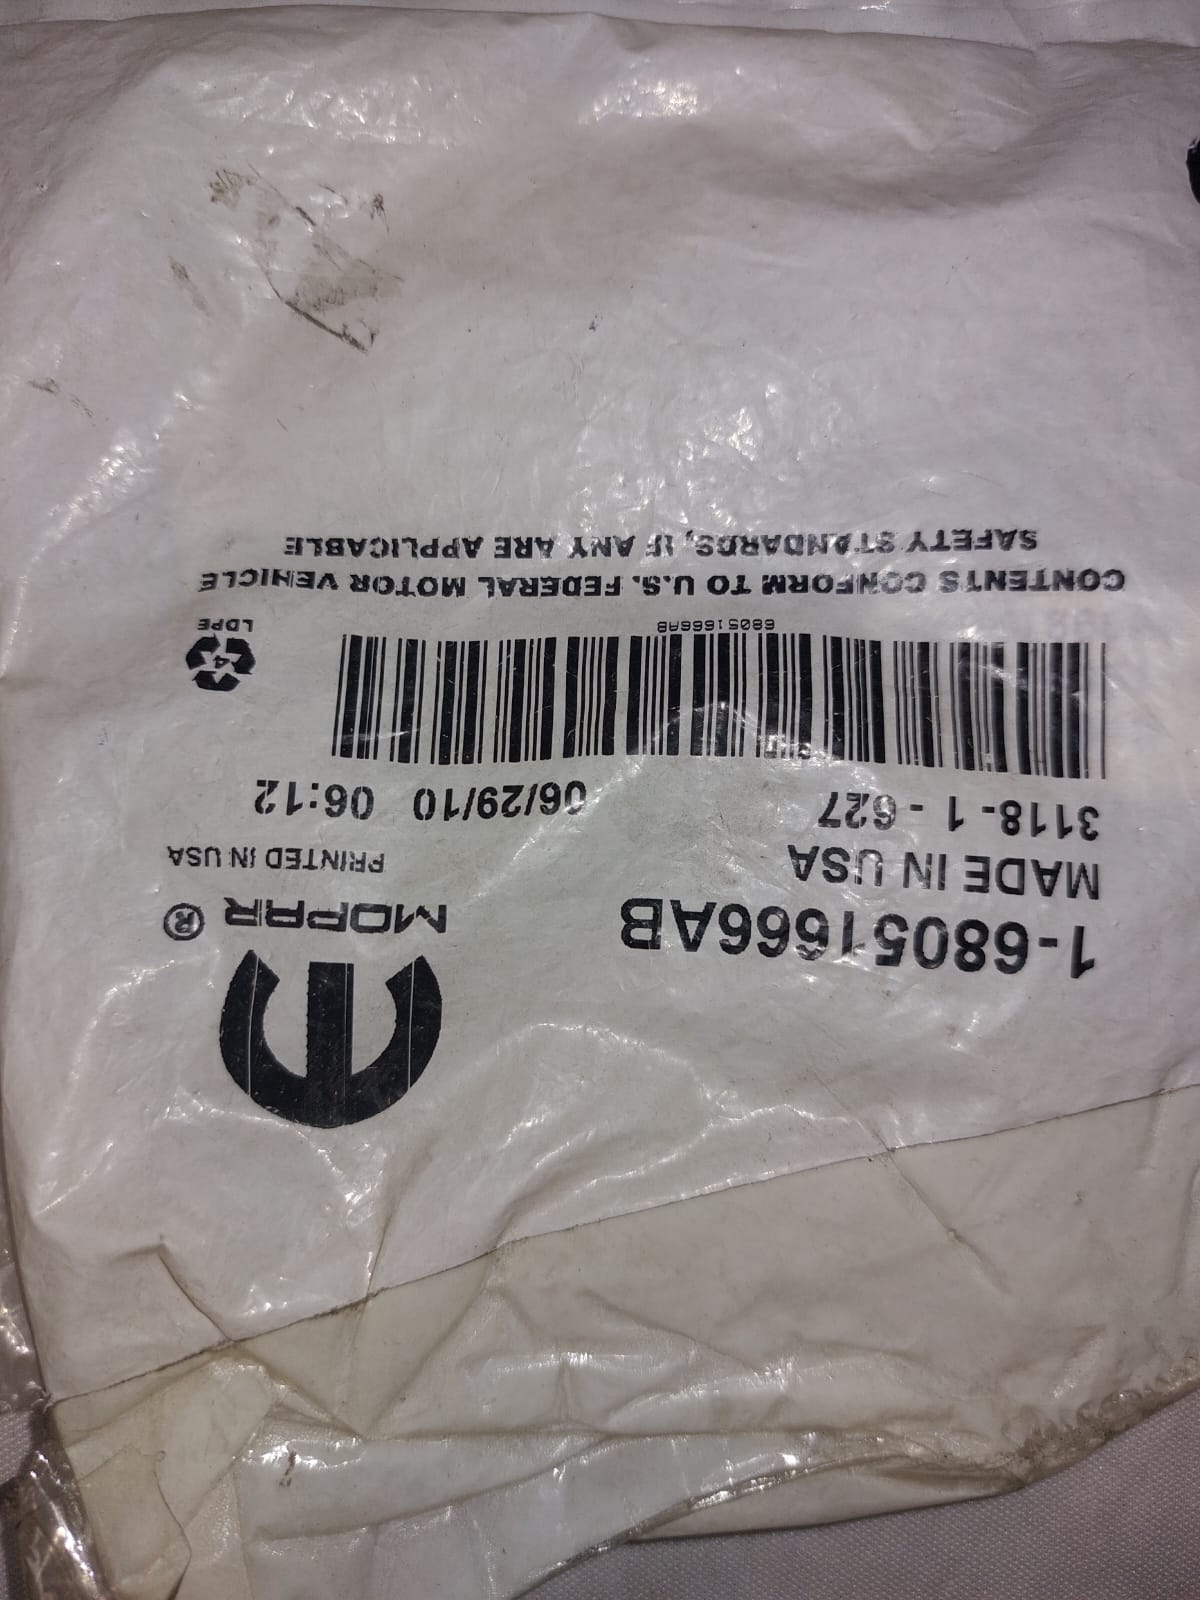 MOPAR ®
1-68051666AB
MADE IN USA
PRINTED IN USA
3118-1 - 627
06/29/10 06:12
68051666AB
4
LDPE
CONTENTS CONFORM TO U.S. FEDERAL MOTOR VEHICLE
SAFETY STANDARDS, IF ANY ARE APPLICABLE